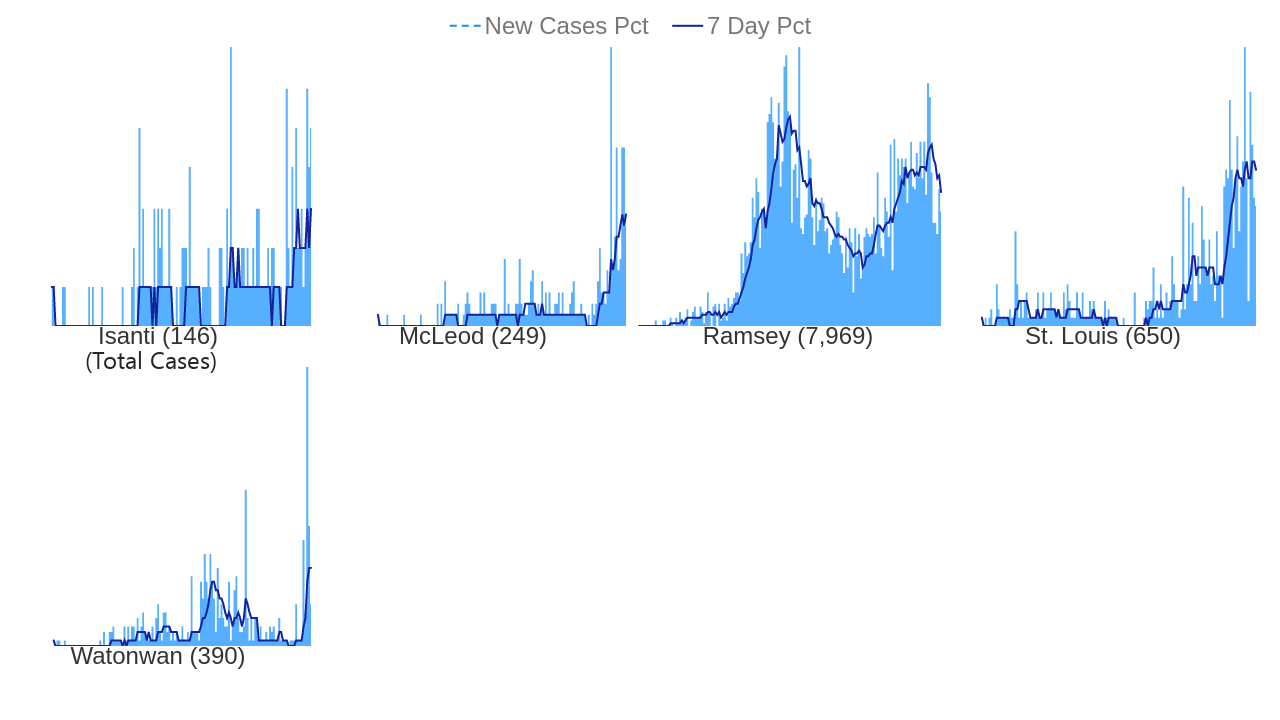 New Cases Pct 7 Day Pct
Isanti (146) McLeod (249) Ramsey (7,969) St. Louis (650)
(Total Cases)
Watonwan (390)